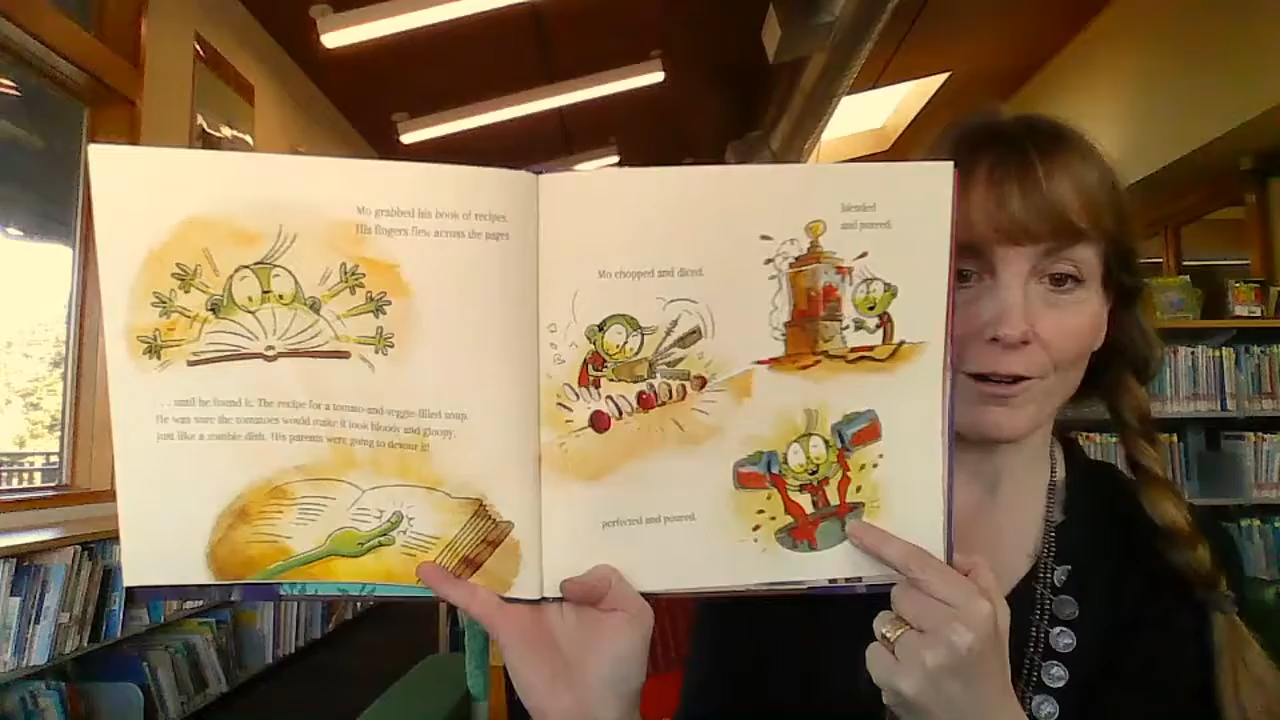 Mo grabbed his book of recipes.
His fingers flew across the pages
. . . until he found it. The recipe for a tomato-and-veggie-filled soup.
He was sure the tomatoes would make it look bloody and gloopy,
just like a zombie dish. His parents were going to devour it!
Mo chopped and diced,
blended
and pureed,
perfected and poured.